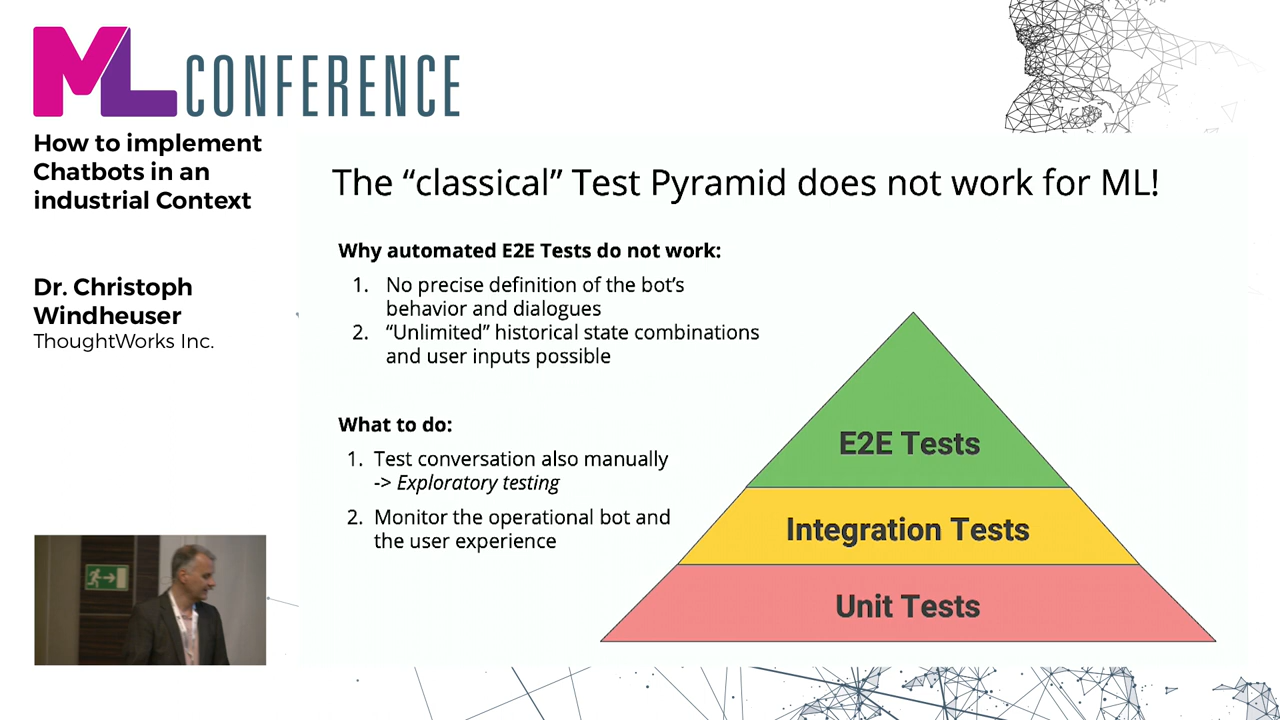 ML CONFERENCE
How to implement
Chatbots in an
industrial Context
Dr. Christoph
Windheuser
ThoughtWorks Inc.
The “classical” Test Pyramid does not work for ML!
Why automated E2E Tests do not work:
1. No precise definition of the bot’s
behavior and dialogues
2. “Unlimited” historical state combinations
and user inputs possible
What to do:
1. Test conversation also manually
-> Exploratory testing
2. Monitor the operational bot and
the user experience
E2E Tests
Integration Tests
Unit Tests